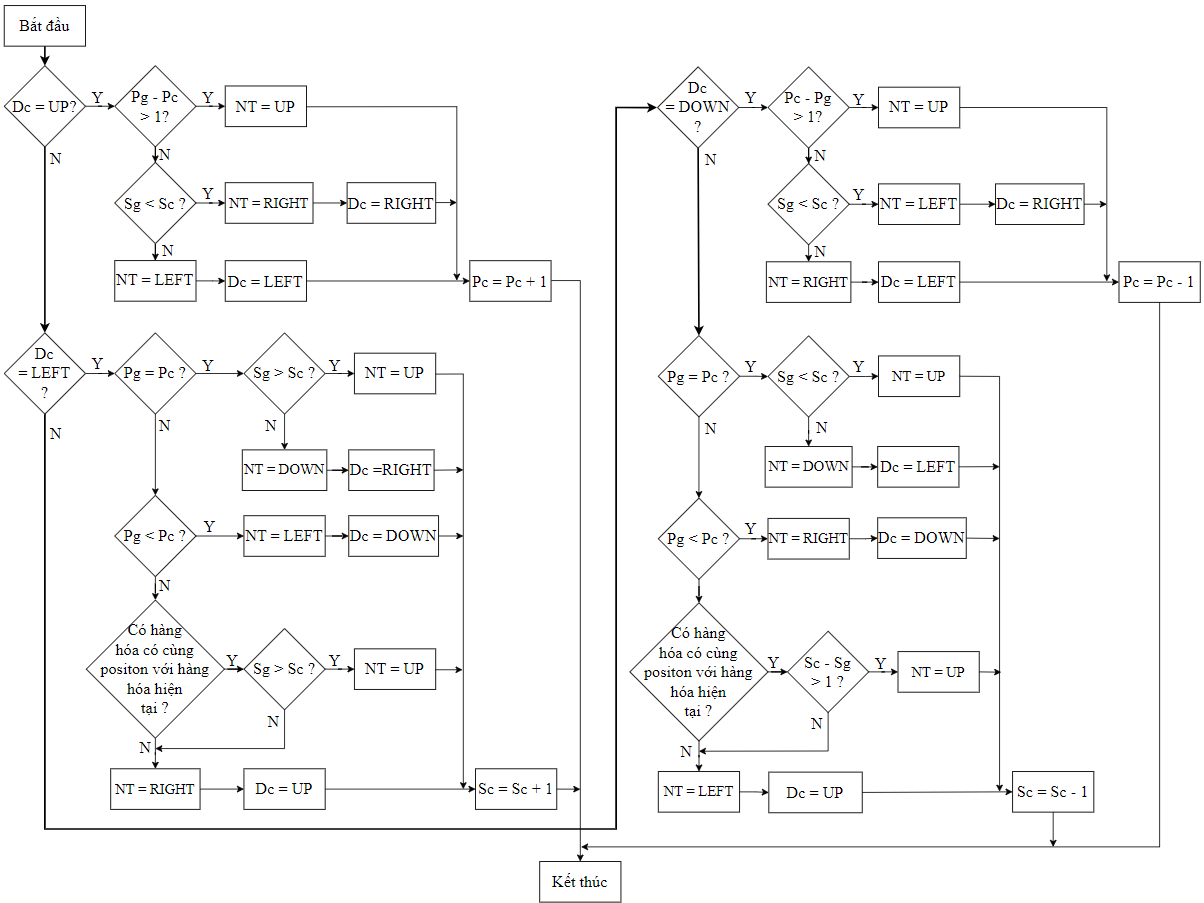 Bắt đầu
Dc = UP?
Y
Pg - Pc
> 1?
Y
NT = UP
N
N
Sg < Sc ?
Y
NT = RIGHT
Dc = RIGHT
N
NT = LEFT
Dc = LEFT
Pc = Pc + 1
Dc
= LEFT
?
Y
Pg = Pc ?
Y
Sg > Sc ?
Y
NT = UP
N
N
N
NT = DOWN
Dc =RIGHT
Pg < Pc ?
Y
NT = LEFT
Dc = DOWN
N
Có hàng
hóa có cùng
positon với hàng
hóa hiện
tại ?
Y
Sg > Sc ?
Y
NT = UP
N
N
NT = RIGHT
Dc = UP
Sc = Sc + 1
Dc
= DOWN
?
Y
Pc - Pg
> 1?
Y
NT = UP
N
N
Sg < Sc ?
Y
NT = LEFT
Dc = RIGHT
N
NT = RIGHT
Dc = LEFT
Pc = Pc - 1
Pg = Pc ?
Y
Sg < Sc ?
Y
NT = UP
N
N
NT = DOWN
Dc = LEFT
Pg < Pc ?
Y
NT = RIGHT
Dc = DOWN
Có hàng
hóa có cùng
positon với hàng
hóa hiện
tại ?
Y
Sc - Sg
> 1 ?
Y
NT = UP
N
N
NT = LEFT
Dc = UP
Sc = Sc - 1
Kết thúc